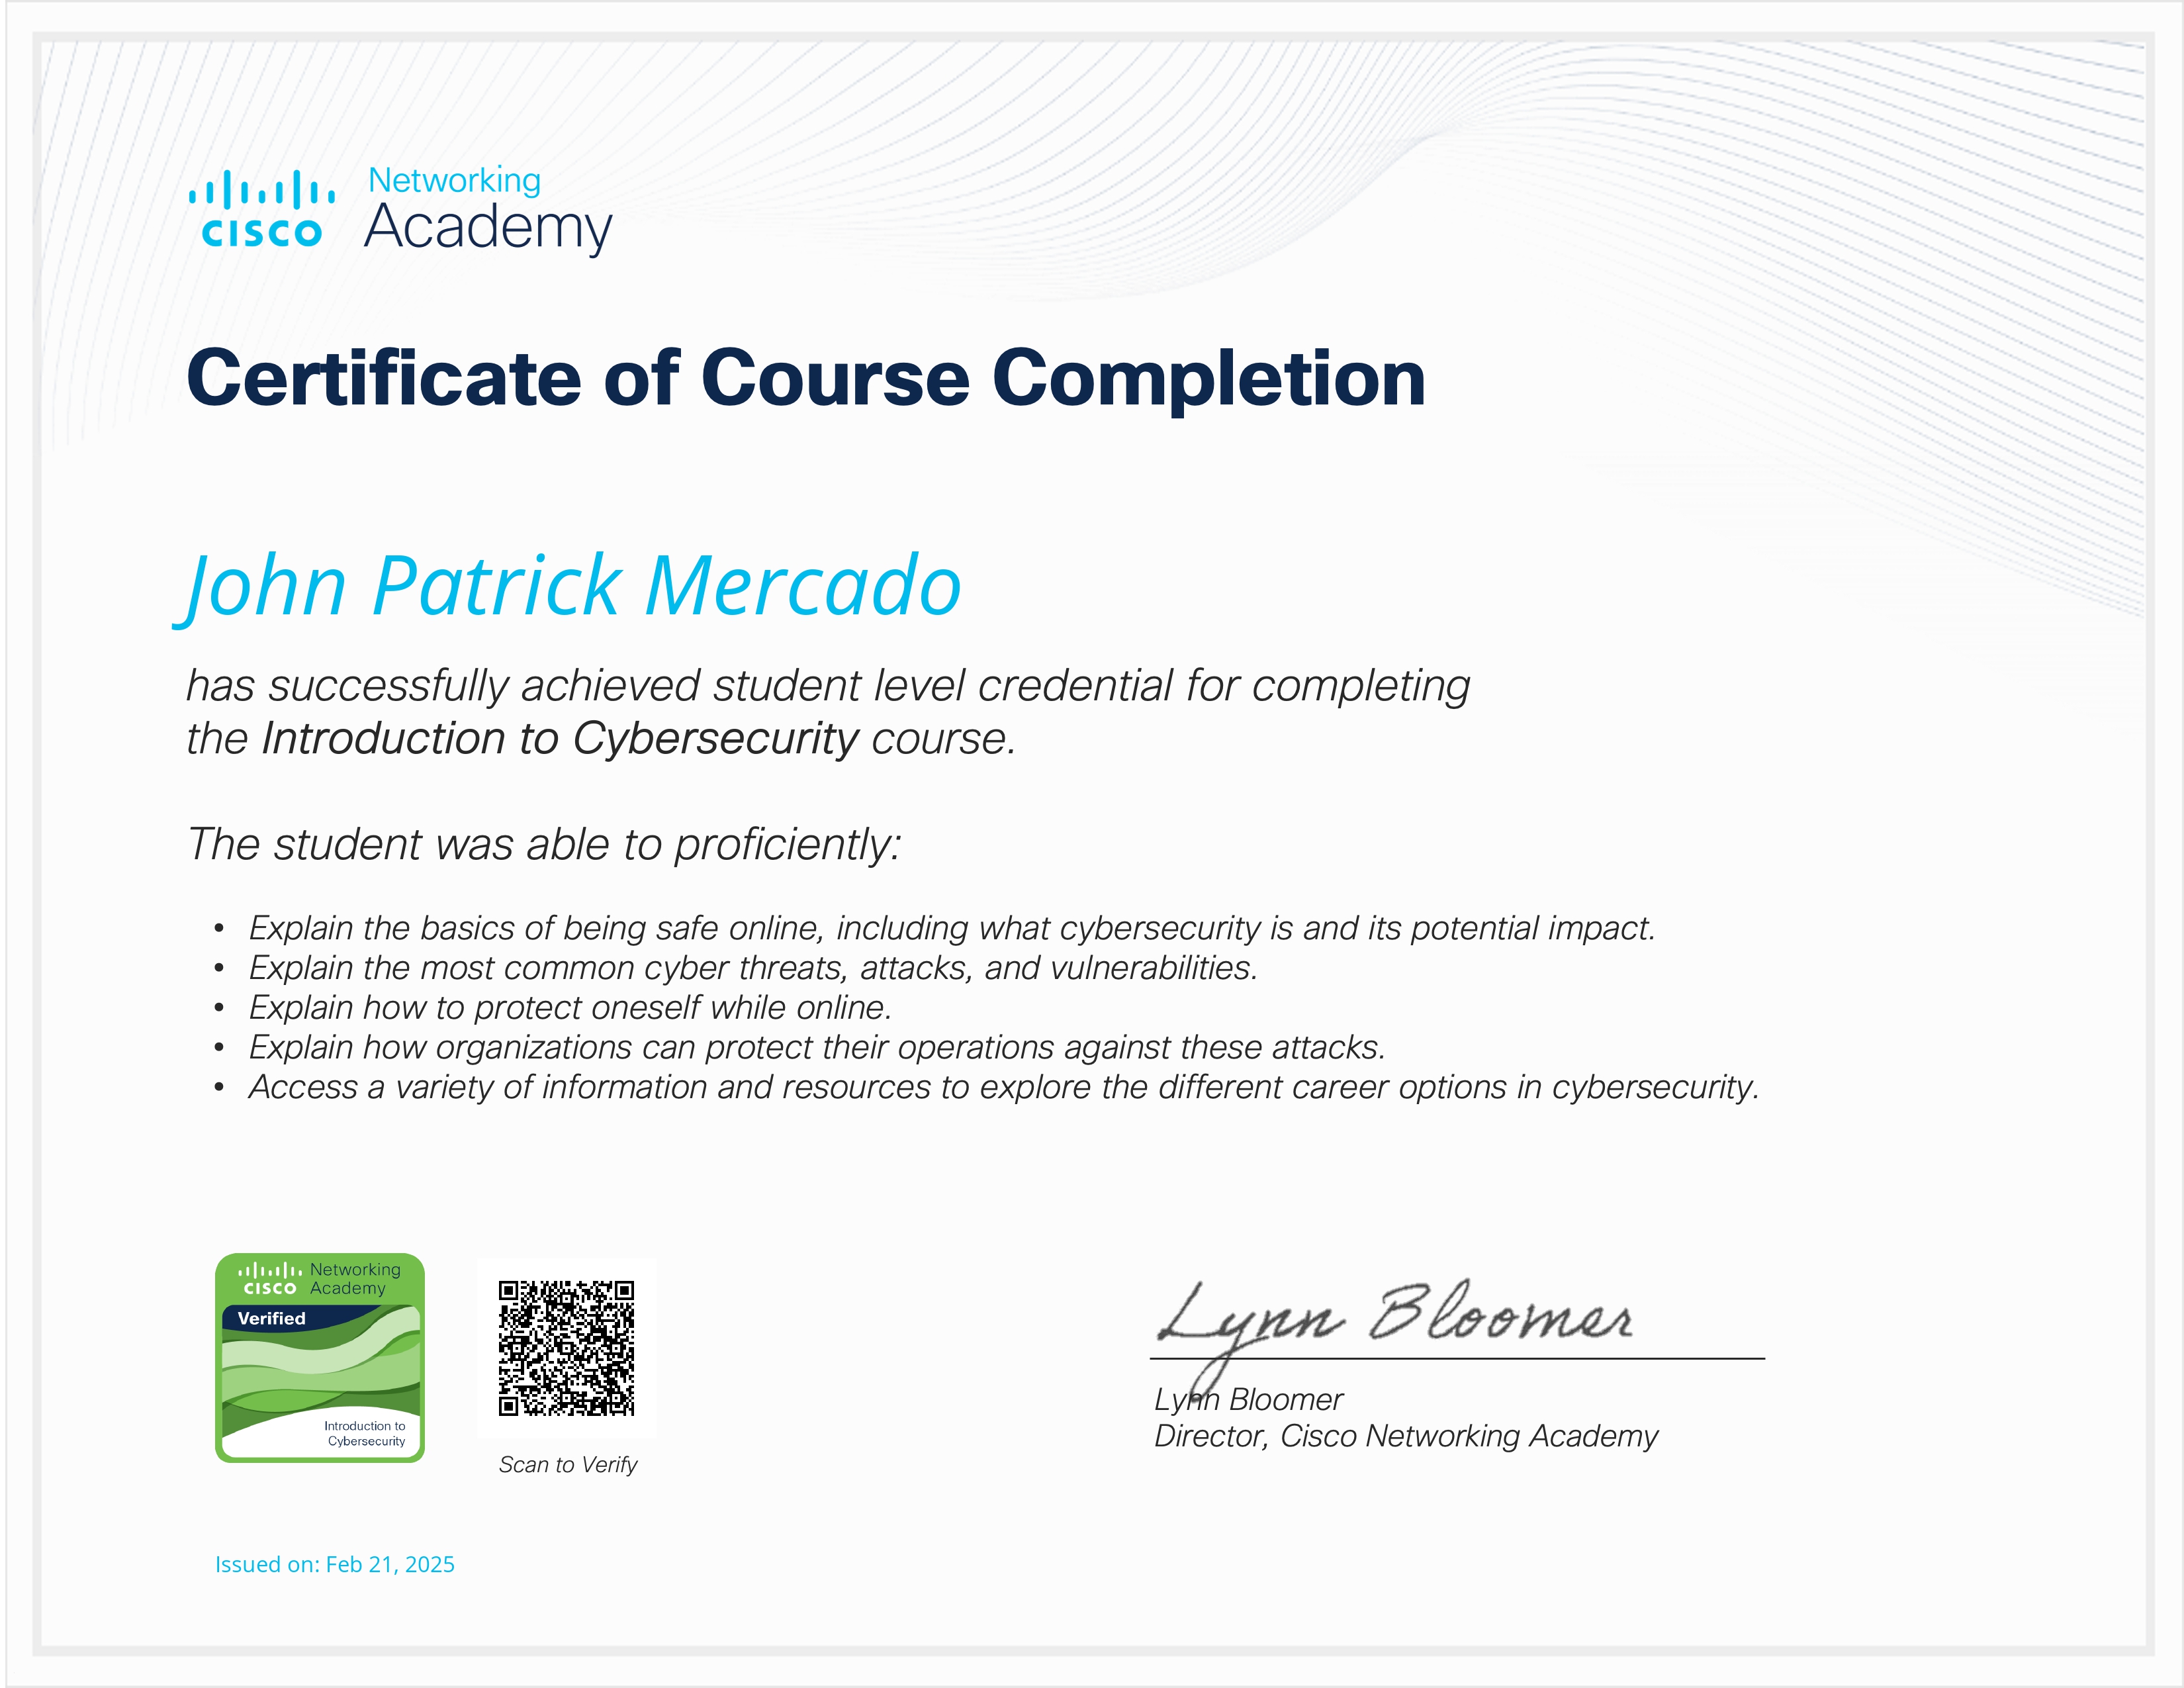 Networking
CISCO Academy
Certificate of Course Completion
John Patrick Mercado
has successfully achieved student level credential for completing
the Introduction to Cybersecurity course.
The student was able to proficiently:
• Explain the basics of being safe online, including what cybersecurity is and its potential impact.
• Explain the most common cyber threats, attacks, and vulnerabilities.
• Explain how to protect oneself while online.
• Explain how organizations can protect their operations against these attacks.
• Access a variety of information and resources to explore the different career options in cybersecurity.
Networking
CISCO Academy
Verified
Introduction to
Cybersecurity
Scan to Verify
Lynn Bloomer
Lynn Bloomer
Director, Cisco Networking Academy
Issued on: Feb 21, 2025